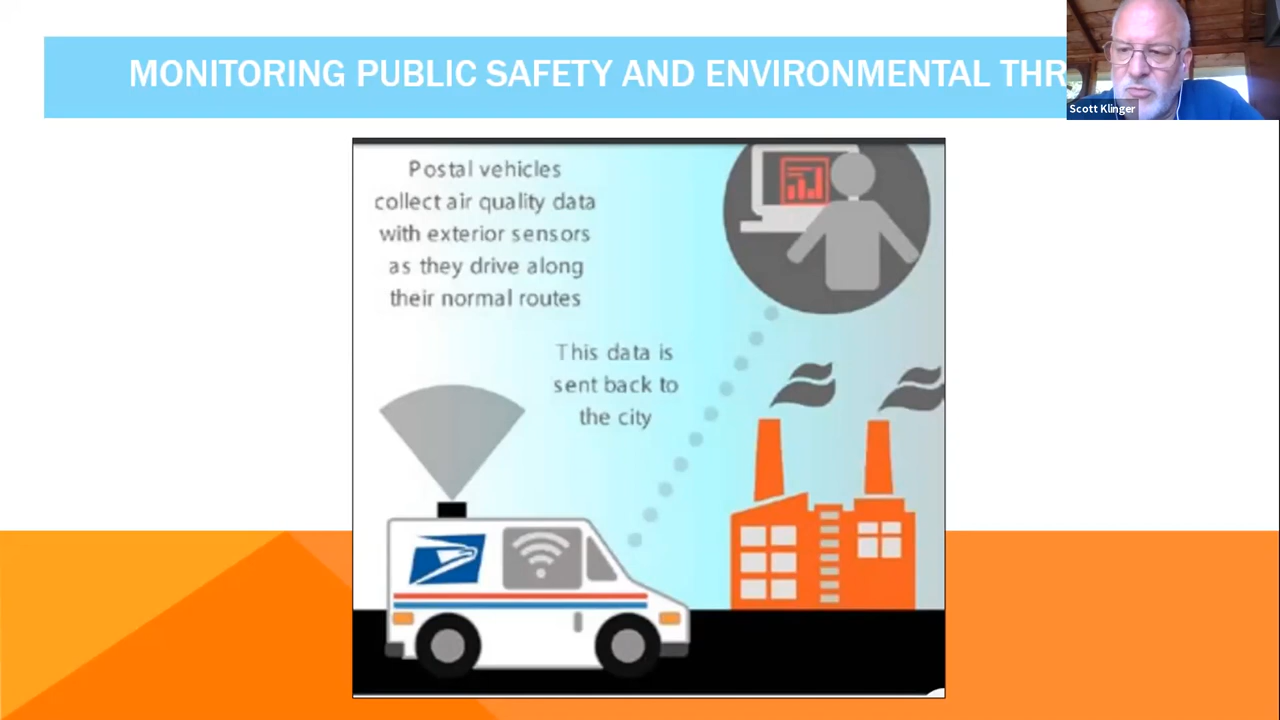 MONITORING PUBLIC SAFETY AND ENVIRONMENTAL THR
Scott Klinger
Postal vehicles
collect air quality data
with exterior sensors
as they drive along
their normal routes
This data is
sent back to
the city